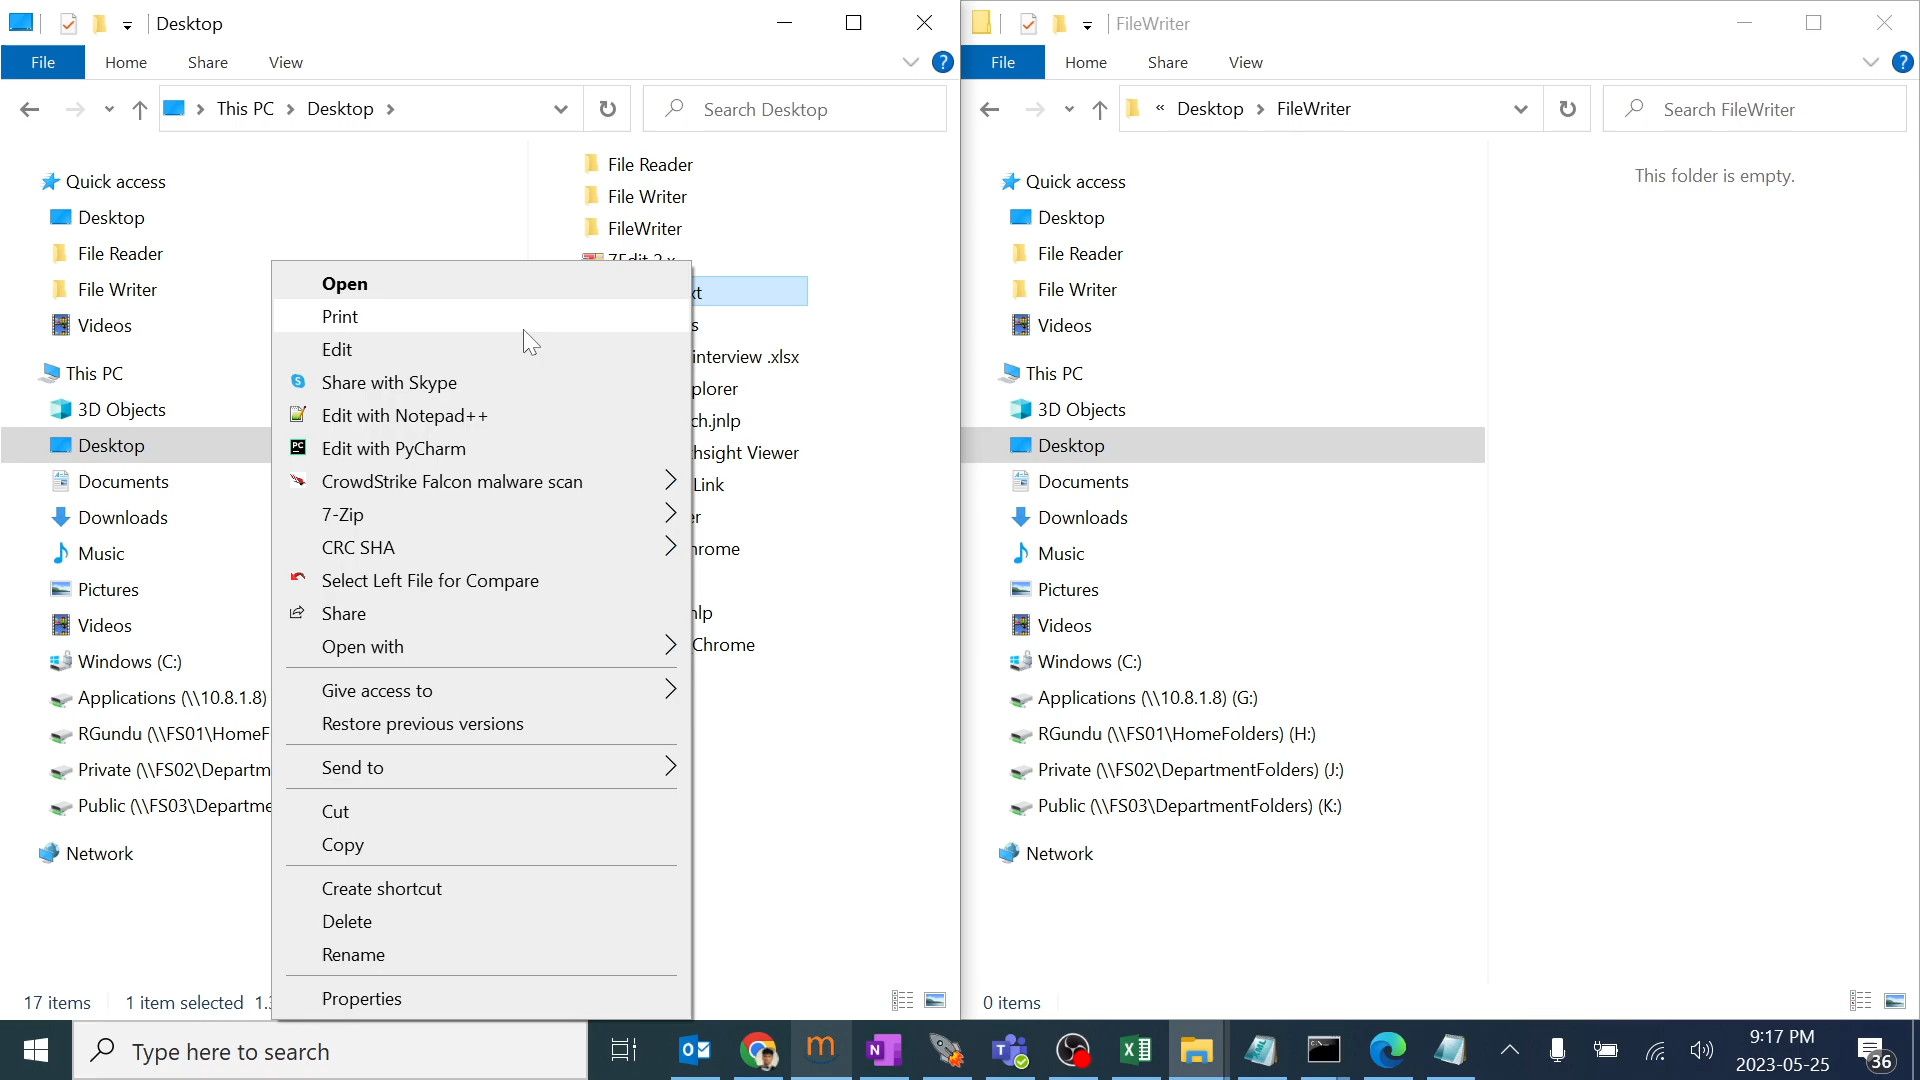 Desktop
File Home Share View
This PC Desktop
Search Desktop
Quick access
Desktop
File Reader
File Writer
Videos
This PC
3D Objects
Desktop
Documents
Downloads
Music
Pictures
Videos
Windows (C:)
Applications (\\10.8.1.8)
RGundu (\\FS01\HomeF
Private (\\FS02\Departm
Public (\\FS03\Departme
Network
File Reader
File Writer
FileWriter
xt
s
interview .xlsx
plorer
ch.jnlp
hsight Viewer
Link
er
hrome
nlp
Chrome
Open
Print
Edit
Share with Skype
Edit with Notepad++
PC Edit with PyCharm
CrowdStrike Falcon malware scan
7-Zip
CRC SHA
Select Left File for Compare
Share
Open with
Give access to
Restore previous versions
Send to
Cut
Copy
Create shortcut
Delete
Rename
Properties
17 items 1 item selected
FileWriter
File Home Share View
« Desktop FileWriter
Search FileWriter
Quick access
Desktop
File Reader
File Writer
Videos
This PC
3D Objects
Desktop
Documents
Downloads
Music
Pictures
Videos
Windows (C:)
Applications (\\10.8.1.8) (G:)
RGundu (\\FS01\HomeFolders) (H:)
Private (\\FS02\DepartmentFolders) (J:)
Public (\\FS03\DepartmentFolders) (K:)
Network
This folder is empty.
0 items
Type here to search
9:17 PM
2023-05-25
36